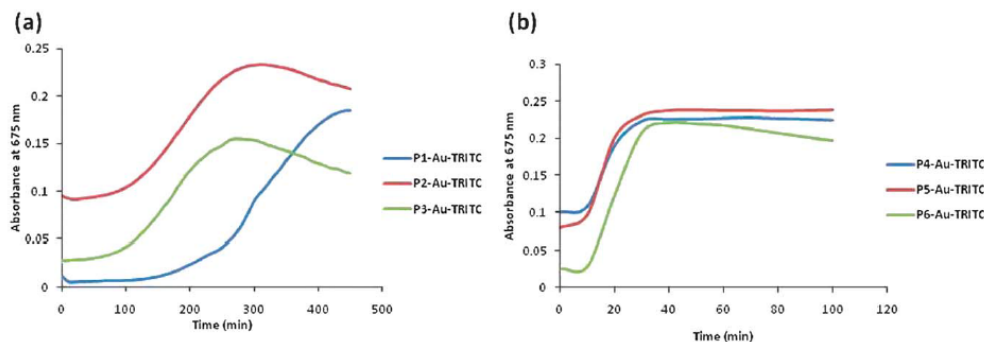 (a)
Absorbance at 675 nm
0.25
0.2
0.15
0.1
0.05
0
0 100 200 300 400 500
Time (min)
P1-Au-TRITC
P2-Au-TRITC
P3-Au-TRITC
(b)
Absorbance at 675 nm
0.3
0.25
0.2
0.15
0.1
0.05
0
0 20 40 60 80 100 120
Time (min)
P4-Au-TRITC
P5-Au-TRITC
P6-Au-TRITC